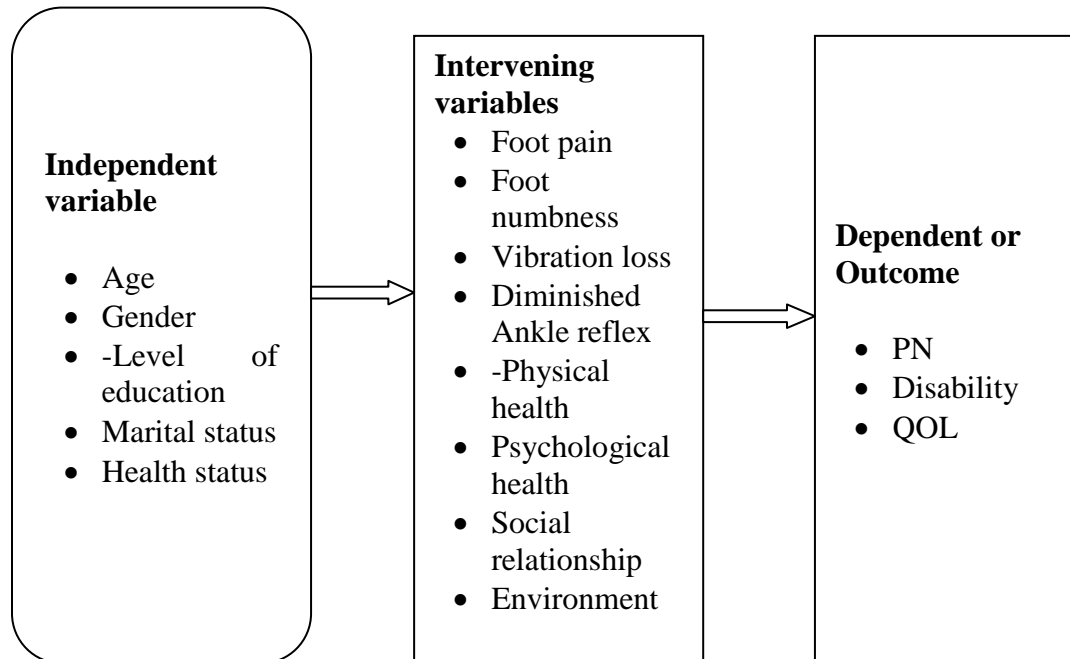 Independent
variable
• Age
• Gender
• -Level of
education
• Marital status
• Health status
Intervening
variables
• Foot pain
• Foot
numbness
• Vibration loss
• Diminished
Ankle reflex
• -Physical
health
• Psychological
health
• Social
relationship
• Environment
Dependent or
Outcome
• PN
• Disability
• QOL